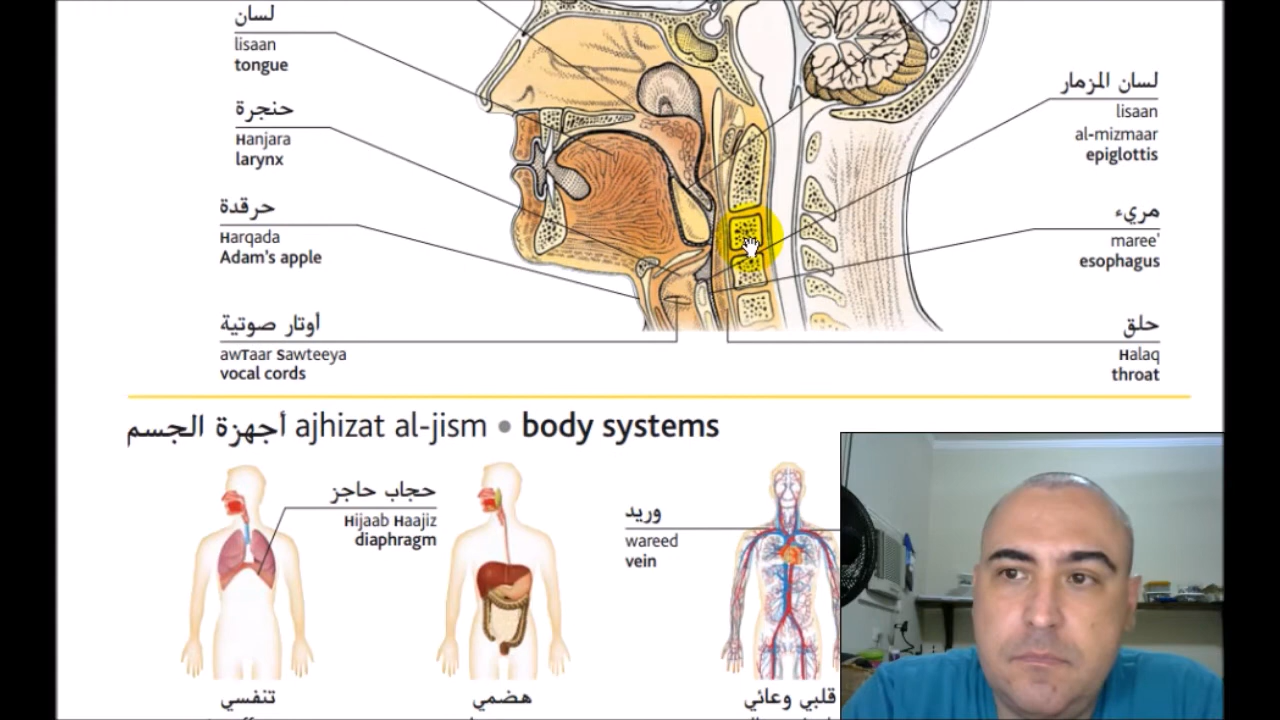 لسان
lisaan
tongue
حنجرة
Hanjara
larynx
حرقدة
Harqada
Adam's apple
أوتار صوتية
awTaar Sawteeya
vocal cords
لسان المزمار
lisaan
al-mizmaar
epiglottis
مريء
maree'
esophagus
حلق
Halaq
throat
أجهزة الجسم ajhizat al-jism • body systems
حجاب حاجز
Hijaab Haajiz
diaphragm
وريد
wareed
vein
تنفسي
هضمي
قلبي وعائي